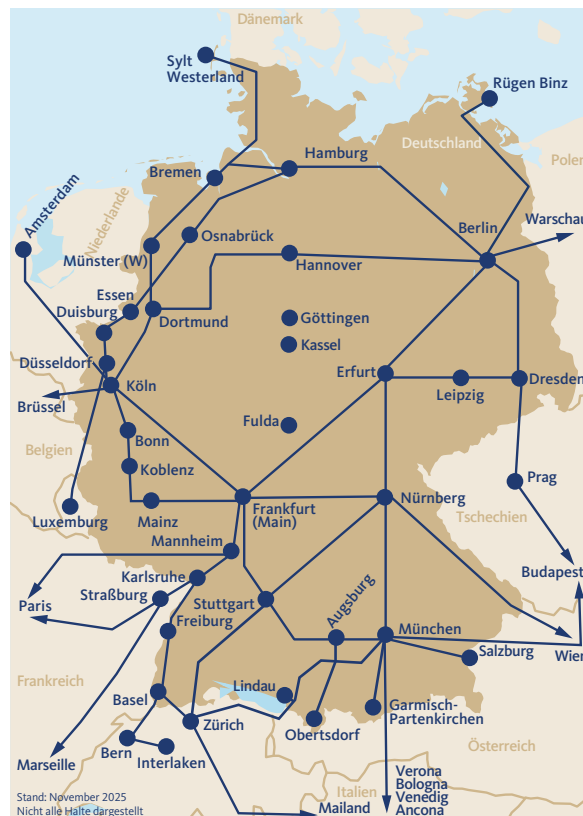 Dänemark
Sylt
Westerland
Rügen Binz
Deutschland
Polen
Hamburg
Bremen
Amsterdam
Niederlande
Warschau
Berlin
Osnabrück
Münster (W)
Hannover
Essen
Duisburg
Dortmund
Göttingen
Kassel
Düsseldorf
Erfurt
Köln
Leipzig
Dresden
Brüssel
Fulda
Bonn
Belgien
Koblenz
Prag
Luxemburg
Mainz
Frankfurt
(Main)
Nürnberg
Tschechien
Mannheim
Karlsruhe
Budapest
Straßburg
Paris
Stuttgart
Augsburg
Freiburg
München
Salzburg
Wien
Frankreich
Lindau
Basel
Garmisch-
Partenkirchen
Zürich
Obertsdorf
Bern
Interlaken
Österreich
Marseille
Verona
Bologna
Venedig
Ancona
Italien
Mailand
Stand: November 2025
Nicht alle Halte dargestellt